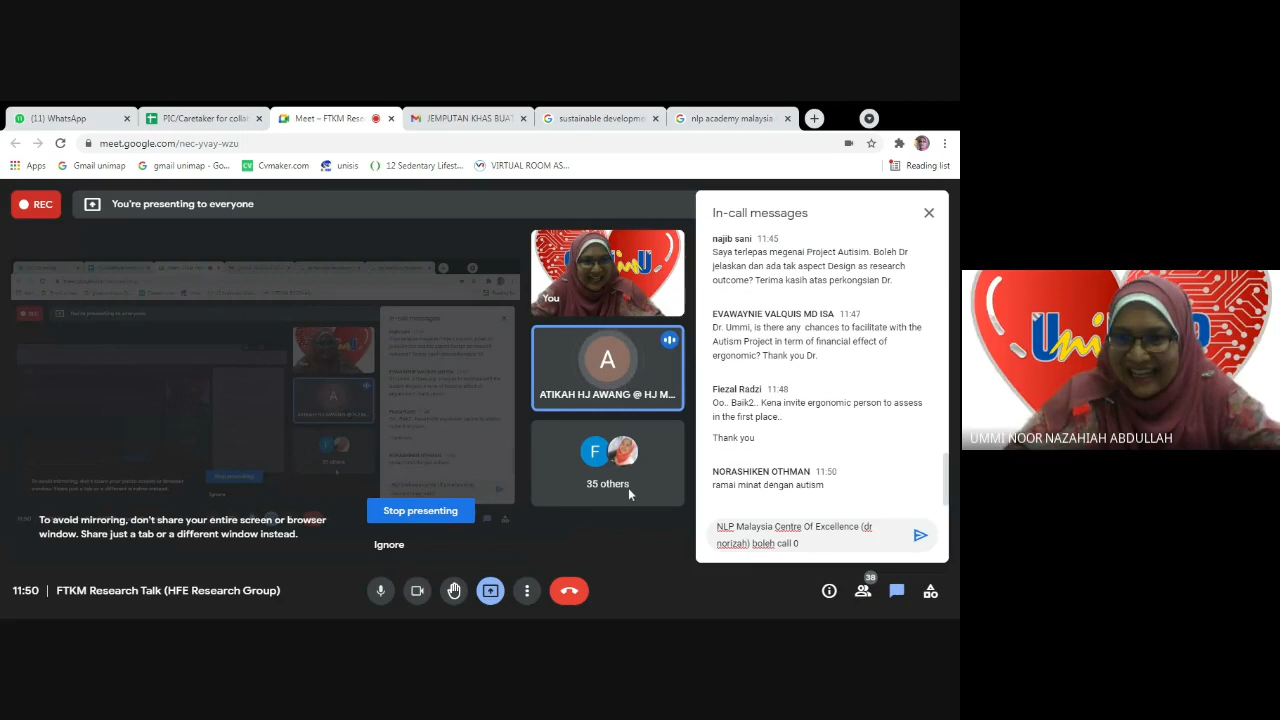 (11) WhatsApp
PIC/Caretaker for collab
Meet – FTKM Rese
JEMPUTAN KHAS BUAT
sustainable developme
nlp academy malaysia
meet.google.com/nec-yvay-wzu
Apps
Gmail unimap
gmail unimap - Go...
CV
Cvmaker.com
unisis
12 Sedentary Lifest...
VIRTUAL ROOM AS...
Reading list
REC
You're presenting to everyone
You
A
ATIKAH HJ AWANG @ HJ M...
F
35 others
To avoid mirroring, don't share your entire screen or browser
window. Share just a tab or a different window instead.
Stop presenting
Ignore
In-call messages
najib sani 11:45
Saya terlepas megenai Project Autisim. Boleh Dr
jelaskan dan ada tak aspect Design as research
outcome? Terima kasih atas perkongsian Dr.
EVAWAYNIE VALQUIS MD ISA 11:47
Dr. Ummi, is there any chances to facilitate with the
Autism Project in term of financial effect of
ergonomic? Thank you Dr.
Fiezal Radzi 11:48
Oo.. Baik2.. Kena invite ergonomic person to assess
in the first place..
Thank you
NORASHIKEN OTHMAN 11:50
ramai minat dengan autism
NLP Malaysia Centre Of Excellence (dr
norizah) boleh call 0
11:50 | FTKM Research Talk (HFE Research Group)
38
UMMI NOOR NAZAHIAH ABDULLAH